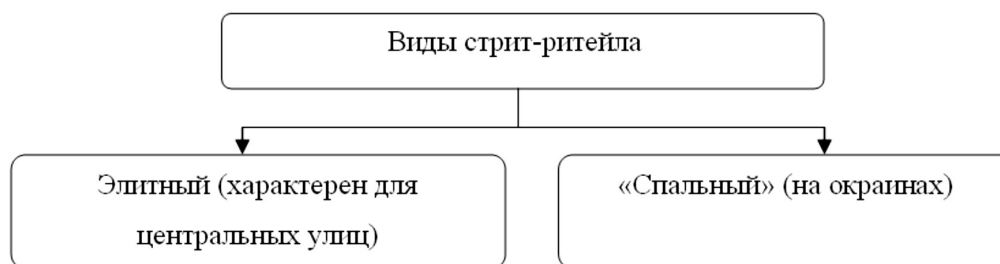 Виды стрит-ритейла
Элитный (характерен для
центральных улиц)
«Спальный» (на окраинах)